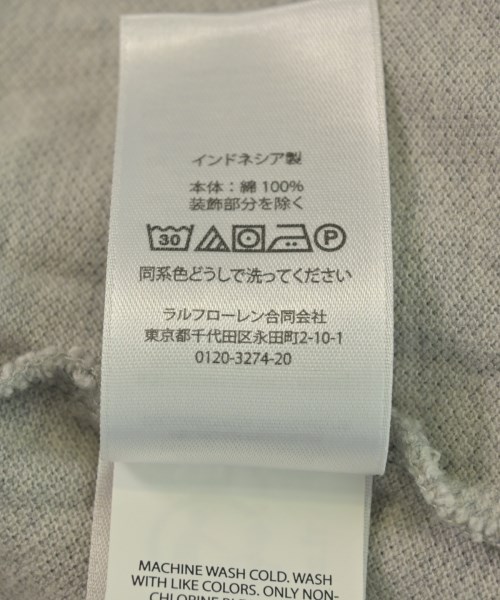 インドネシア製
本体：綿 100%
装飾部分を除く
30 P
同系色どうしで洗ってください
ラルフローレン合同会社
東京都千代田区永田町2-10-1
0120-3274-20
MACHINE WASH COLD. WASH
WITH LIKE COLORS. ONLY NON-
CHLORINE